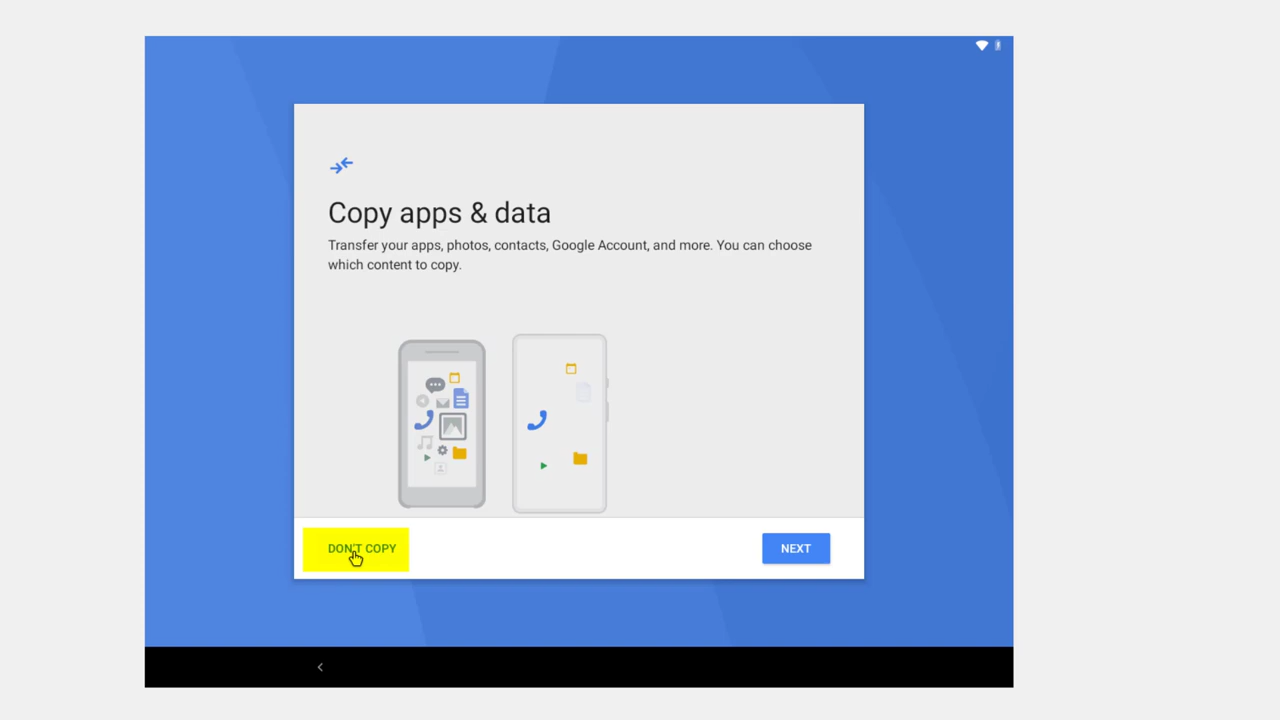 Copy apps & data
Transfer your apps, photos, contacts, Google Account, and more. You can choose
which content to copy.
DON'T COPY
NEXT